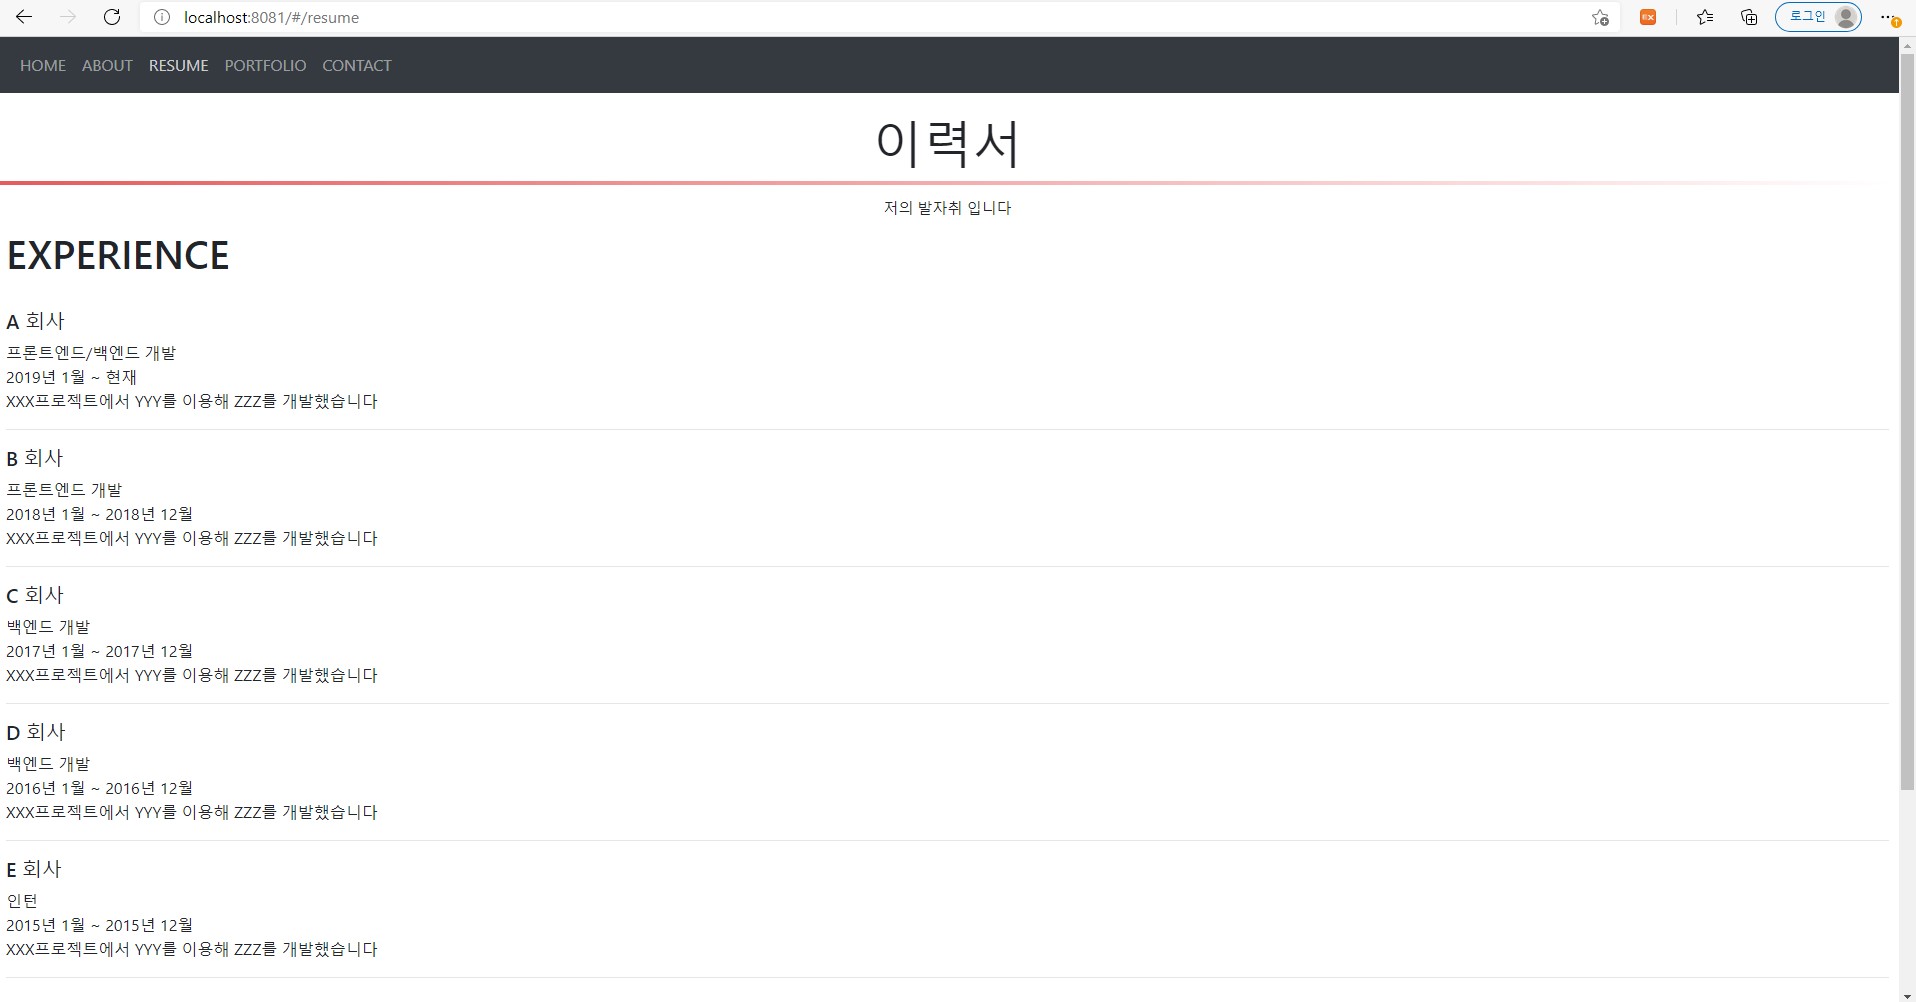 localhost:8081/#/resume
로그인
HOME ABOUT RESUME PORTFOLIO CONTACT
이력서
저의 발자취 입니다
EXPERIENCE
A 회사
프론트엔드/백엔드 개발
2019년 1월 ~ 현재
XXX프로젝트에서 YYY를 이용해 ZZZ를 개발했습니다
B 회사
프론트엔드 개발
2018년 1월 ~ 2018년 12월
XXX프로젝트에서 YYY를 이용해 ZZZ를 개발했습니다
C 회사
백엔드 개발
2017년 1월 ~ 2017년 12월
XXX프로젝트에서 YYY를 이용해 ZZZ를 개발했습니다
D 회사
백엔드 개발
2016년 1월 ~ 2016년 12월
XXX프로젝트에서 YYY를 이용해 ZZZ를 개발했습니다
E 회사
인턴
2015년 1월 ~ 2015년 12월
XXX프로젝트에서 YYY를 이용해 ZZZ를 개발했습니다